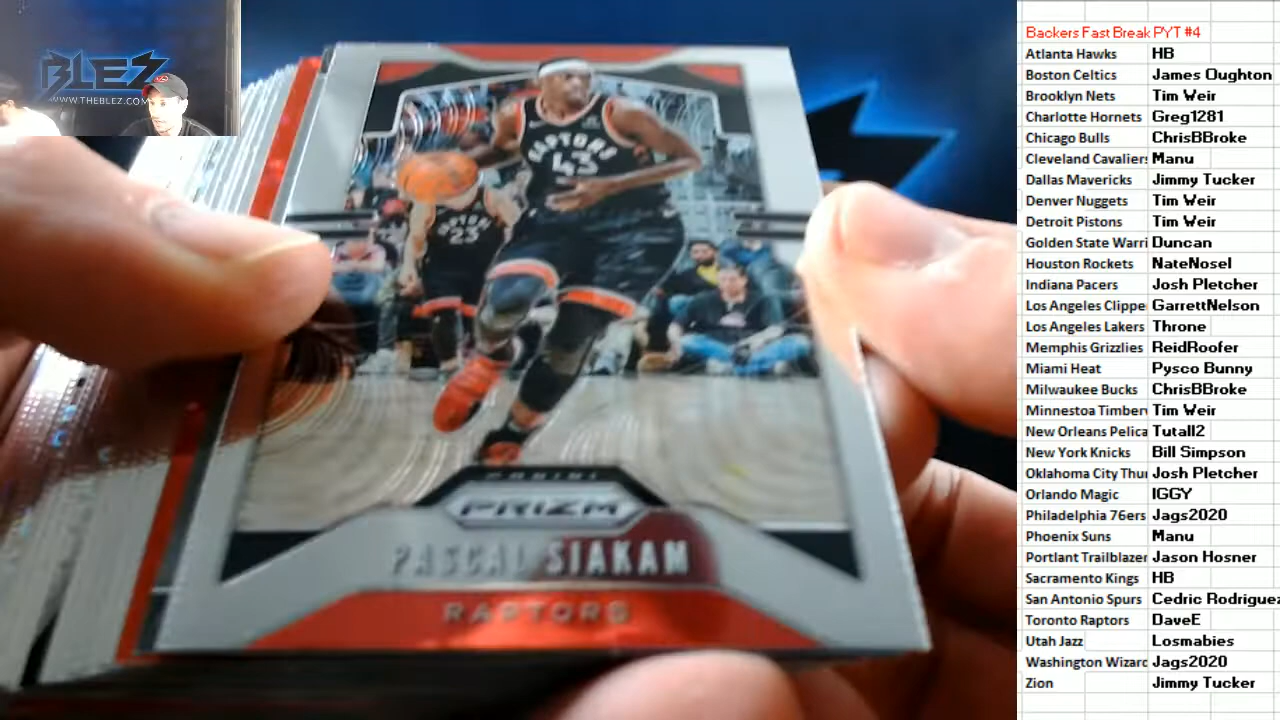 BLEZ
WWW.THEBLEZ.COM
RAPTORS
43
23
PANINI
PRIZM
PASCAL SIAKAM
RAPTORS
Backers Fast Break PYT #4
Atlanta Hawks HB
Boston Celtics James Oughton
Brooklyn Nets Tim Weir
Charlotte Hornets Greg1281
Chicago Bulls ChrisBBroke
Cleveland Cavaliers Manu
Dallas Mavericks Jimmy Tucker
Denver Nuggets Tim Weir
Detroit Pistons Tim Weir
Golden State Warri Duncan
Houston Rockets NateNosel
Indiana Pacers Josh Pletcher
Los Angeles Clippe GarrettNelson
Los Angeles Lakers Throne
Memphis Grizzlies ReidRoofer
Miami Heat Pysco Bunny
Milwaukee Bucks ChrisBBroke
Minnestoa Timberv Tim Weir
New Orleans Pelica Tutall2
New York Knicks Bill Simpson
Oklahoma City Thu Josh Pletcher
Orlando Magic IGGY
Philadelphia 76ers Jags2020
Phoenix Suns Manu
Portlant Trailblazer Jason Hosner
Sacramento Kings HB
San Antonio Spurs Cedric Rodriguez
Toronto Raptors DaveE
Utah Jazz Losmabies
Washington Wizard Jags2020
Zion Jimmy Tucker